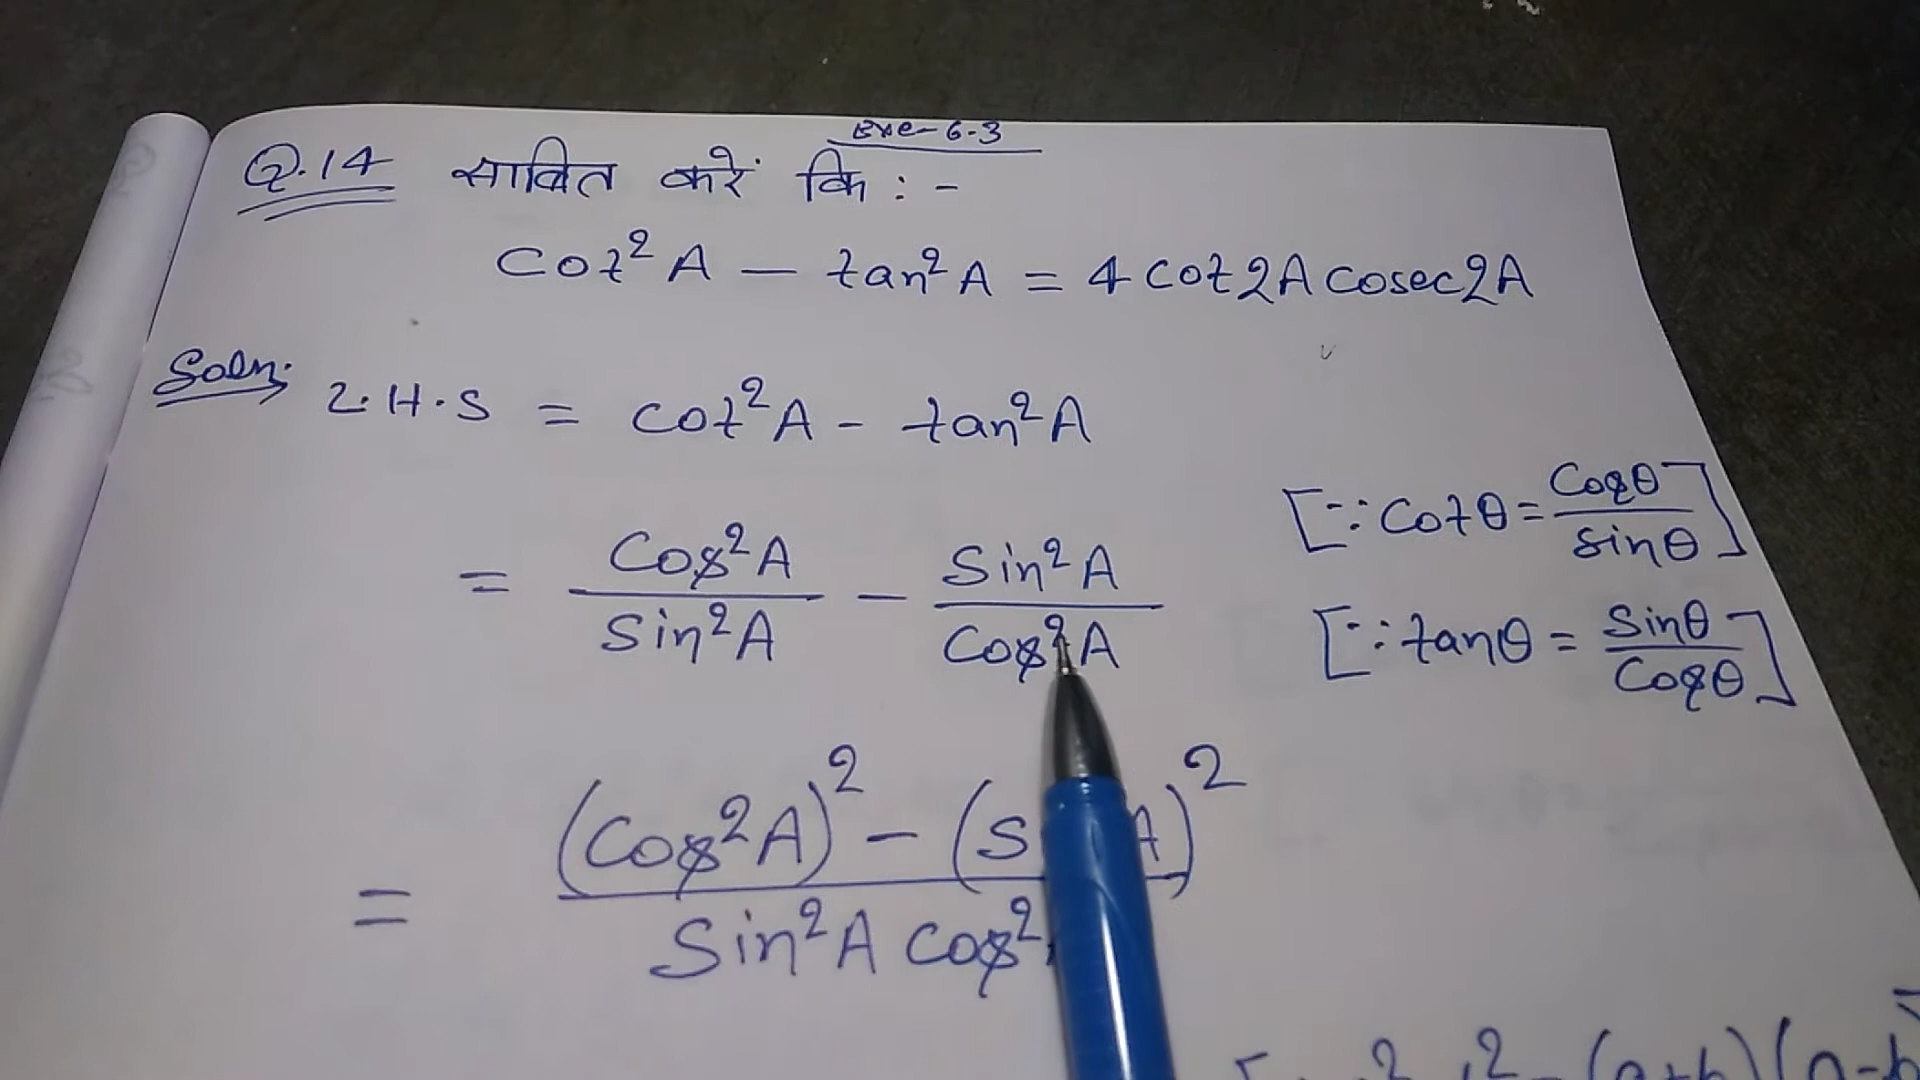 Exe-6.3
Q.14 साबित करें कि :-
Cot²A - tan²A = 4 Cot2A Cosec2A
Soln. L.H.S = Cot²A - tan²A
[∵ Cotθ = Cosθ / Sinθ]
= Cos²A / Sin²A - Sin²A / Cos²A
[∵ tanθ = Sinθ / Cosθ]
= (Cos²A)² - (S A)² / Sin²A Cos²
(a+b)(a-b